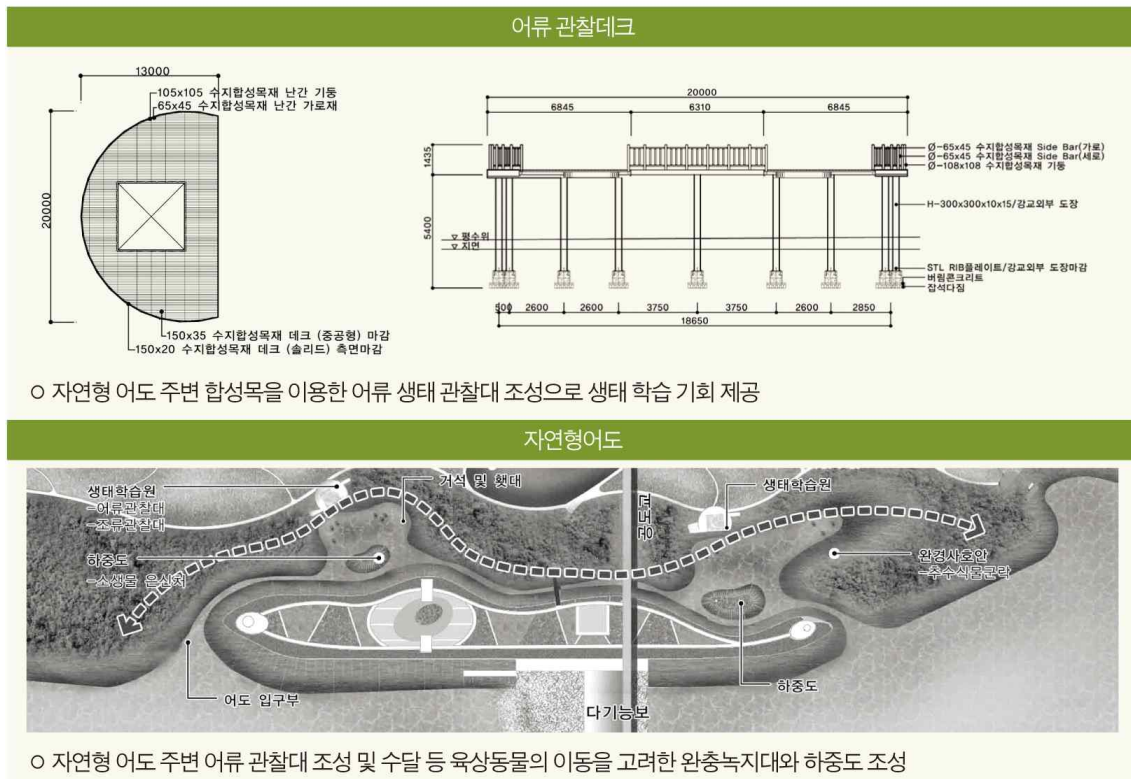 어류 관찰데크
13000
105x105 수지합성목재 난간 기둥
65x45 수지합성목재 난간 가로재
20000
150x35 수지합성목재 데크 (중공형) 마감
150x20 수지합성목재 데크 (솔리드) 측면마감
20000
6845
6310
6845
1435
5400
Ø-65x45 수지합성목재 Side Bar(가로)
Ø-65x45 수지합성목재 Side Bar(세로)
Ø-108x108 수지합성목재 기둥
H-300x300x10x15/강교외부 도장
▽ 평수위
▽ 지면
STL RIB플레이트/강교외부 도장마감
버림콘크리트
잡석다짐
500
2600
2600
3750
3750
2600
2850
18650
○ 자연형 어도 주변 합성목을 이용한 어류 생태 관찰대 조성으로 생태 학습 기회 제공
자연형어도
생태학습원
-어류관찰대
-조류관찰대
거석 및 횃대
생태학습원
하중도
-소생물 은신처
완경사호안
-추수식물군락
어도 입구부
하중도
다기능보
○ 자연형 어도 주변 어류 관찰대 조성 및 수달 등 육상동물의 이동을 고려한 완충녹지대와 하중도 조성